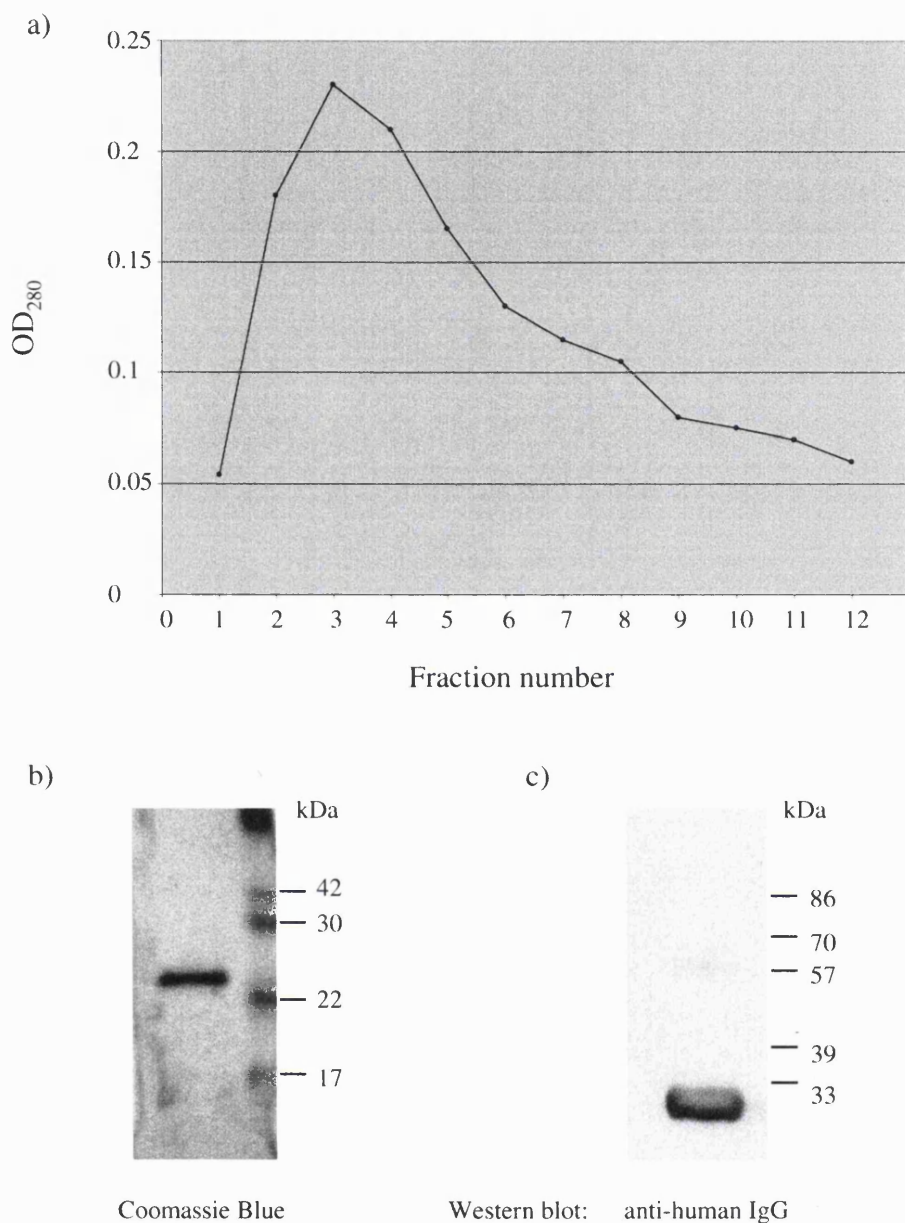 a)
0.25
0.2
0.15
0.1
0.05
0
OD280
0 1 2 3 4 5 6 7 8 9 10 11 12
Fraction number
b)
kDa
42
30
22
17
Coomassie Blue
c)
kDa
86
70
57
39
33
Western blot: anti-human IgG